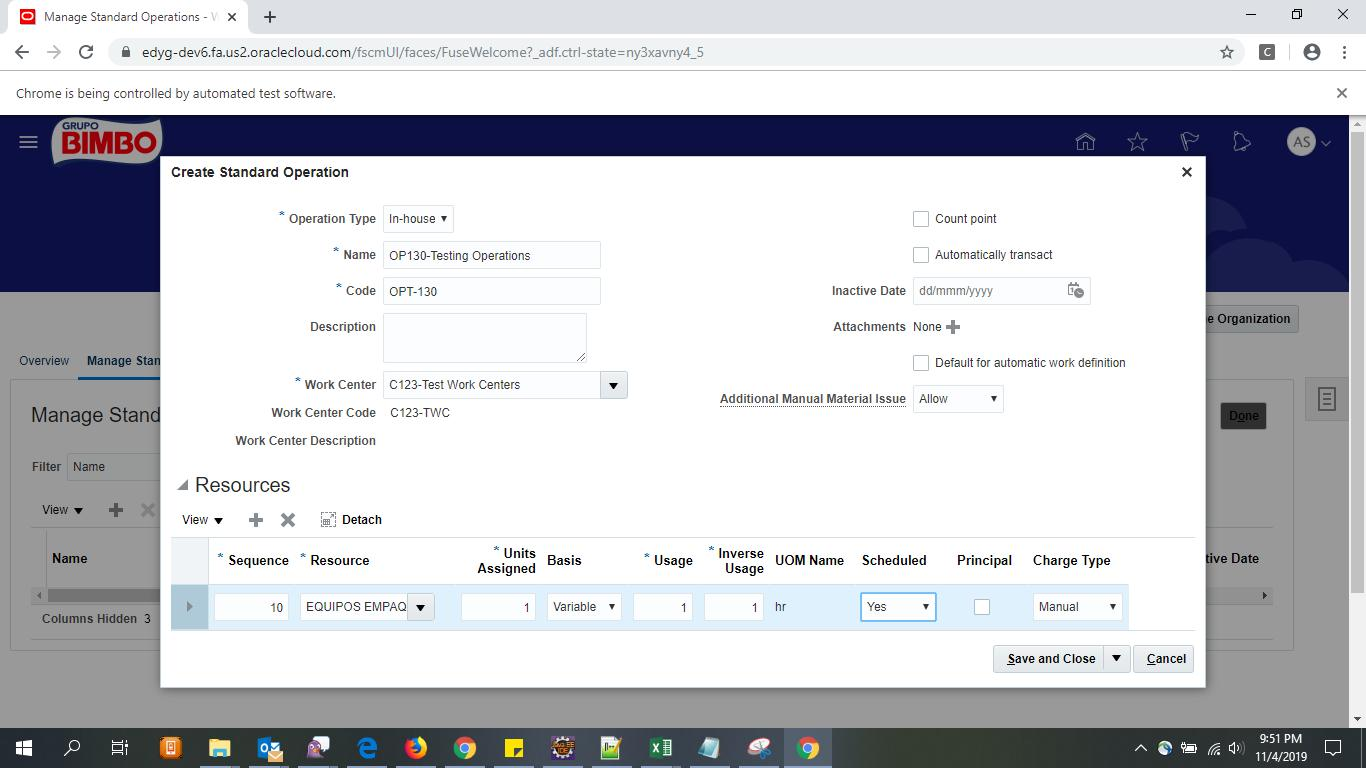 Manage Standard Operations - W
edyg-dev6.fa.us2.oraclecloud.com/fscmUI/faces/FuseWelcome?_adf.ctrl-state=ny3xavny4_5
C
Chrome is being controlled by automated test software.
GRUPO
BIMBO
AS
Create Standard Operation
* Operation Type In-house
Count point
* Name OP130-Testing Operations
Automatically transact
* Code OPT-130
Inactive Date dd/mmm/yyyy
Description
Attachments None
e Organization
Overview Manage Stan
Default for automatic work definition
* Work Center C123-Test Work Centers
Additional Manual Material Issue Allow
Work Center Code C123-TWC
Manage Stand
Done
Work Center Description
Filter Name
Resources
View
View Detach
Name
* Sequence * Resource * Units Assigned Basis * Usage * Inverse Usage UOM Name Scheduled Principal Charge Type
tive Date
10 EQUIPOS EMPAQ 1 Variable 1 1 hr Yes Manual
Columns Hidden 3
Save and Close Cancel
9:51 PM
11/4/2019